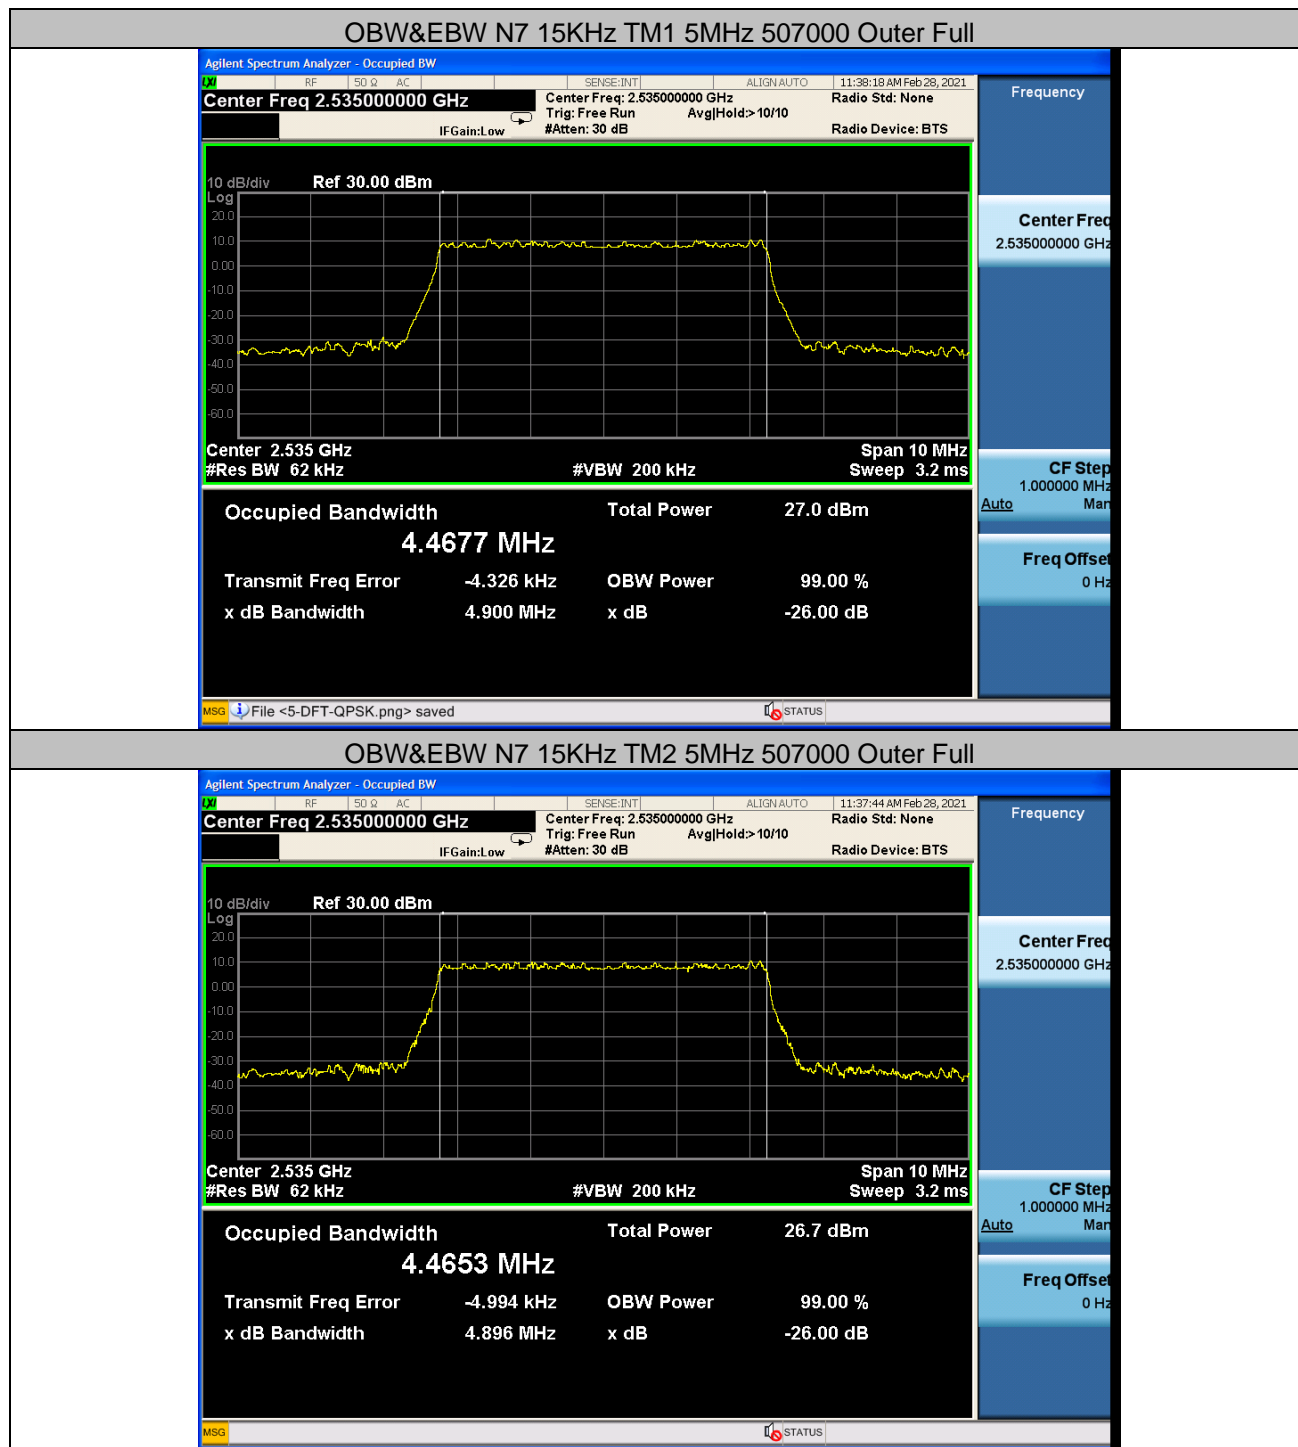 OBW&EBW N7 15KHz TM1 5MHz 507000 Outer Full
Agilent Spectrum Analyzer - Occupied BW
LXI RF 50 Ω AC SENSE:INT ALIGN AUTO 11:38:18 AM Feb 28, 2021
Center Freq 2.535000000 GHz
Center Freq: 2.535000000 GHz Radio Std: None
Trig: Free Run Avg|Hold:>10/10
IFGain:Low #Atten: 30 dB Radio Device: BTS
Frequency
10 dB/div Ref 30.00 dBm
Log
20.0
10.0
0.00
-10.0
-20.0
-30.0
-40.0
-50.0
-60.0
Center 2.535 GHz Span 10 MHz
#Res BW 62 kHz #VBW 200 kHz Sweep 3.2 ms
Center Freq
2.535000000 GHz
CF Step
1.000000 MHz
Auto Man
Freq Offset
0 Hz
Occupied Bandwidth Total Power 27.0 dBm
4.4677 MHz
Transmit Freq Error -4.326 kHz OBW Power 99.00 %
x dB Bandwidth 4.900 MHz x dB -26.00 dB
MSG File <5-DFT-QPSK.png> saved STATUS
OBW&EBW N7 15KHz TM2 5MHz 507000 Outer Full
Agilent Spectrum Analyzer - Occupied BW
LXI RF 50 Ω AC SENSE:INT ALIGN AUTO 11:37:44 AM Feb 28, 2021
Center Freq 2.535000000 GHz
Center Freq: 2.535000000 GHz Radio Std: None
Trig: Free Run Avg|Hold:>10/10
IFGain:Low #Atten: 30 dB Radio Device: BTS
Frequency
10 dB/div Ref 30.00 dBm
Log
20.0
10.0
0.00
-10.0
-20.0
-30.0
-40.0
-50.0
-60.0
Center 2.535 GHz Span 10 MHz
#Res BW 62 kHz #VBW 200 kHz Sweep 3.2 ms
Center Freq
2.535000000 GHz
CF Step
1.000000 MHz
Auto Man
Freq Offset
0 Hz
Occupied Bandwidth Total Power 26.7 dBm
4.4653 MHz
Transmit Freq Error -4.994 kHz OBW Power 99.00 %
x dB Bandwidth 4.896 MHz x dB -26.00 dB
MSG STATUS